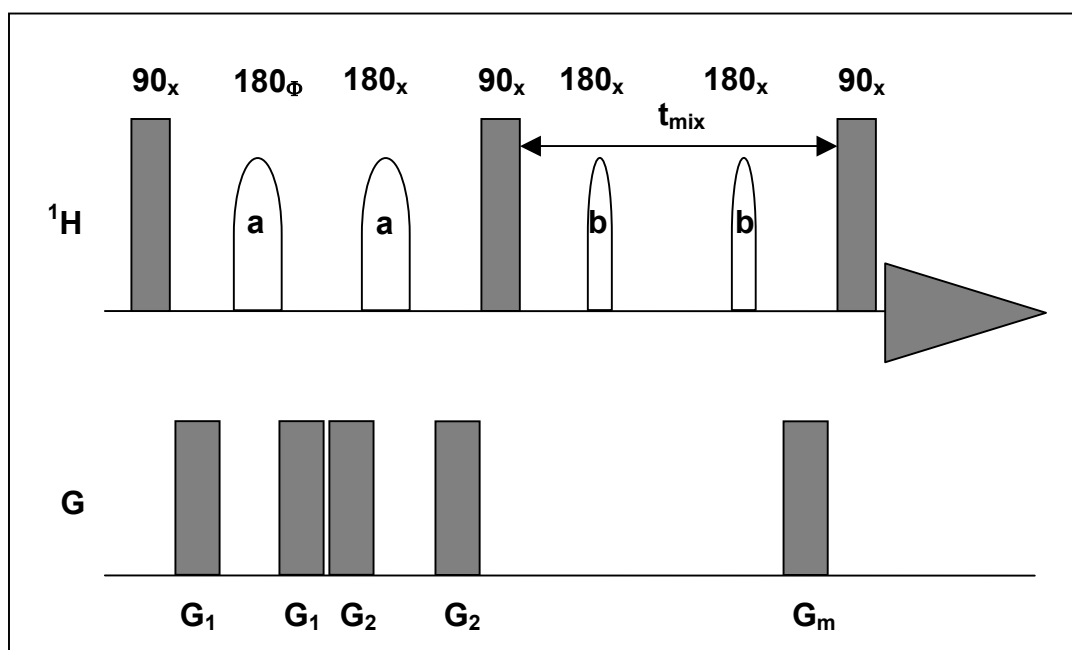 90ₓ 180Φ 180ₓ 90ₓ 180ₓ 180ₓ 90ₓ
tmix
¹H a a b b
G
G₁ G₁ G₂ G₂ Gm